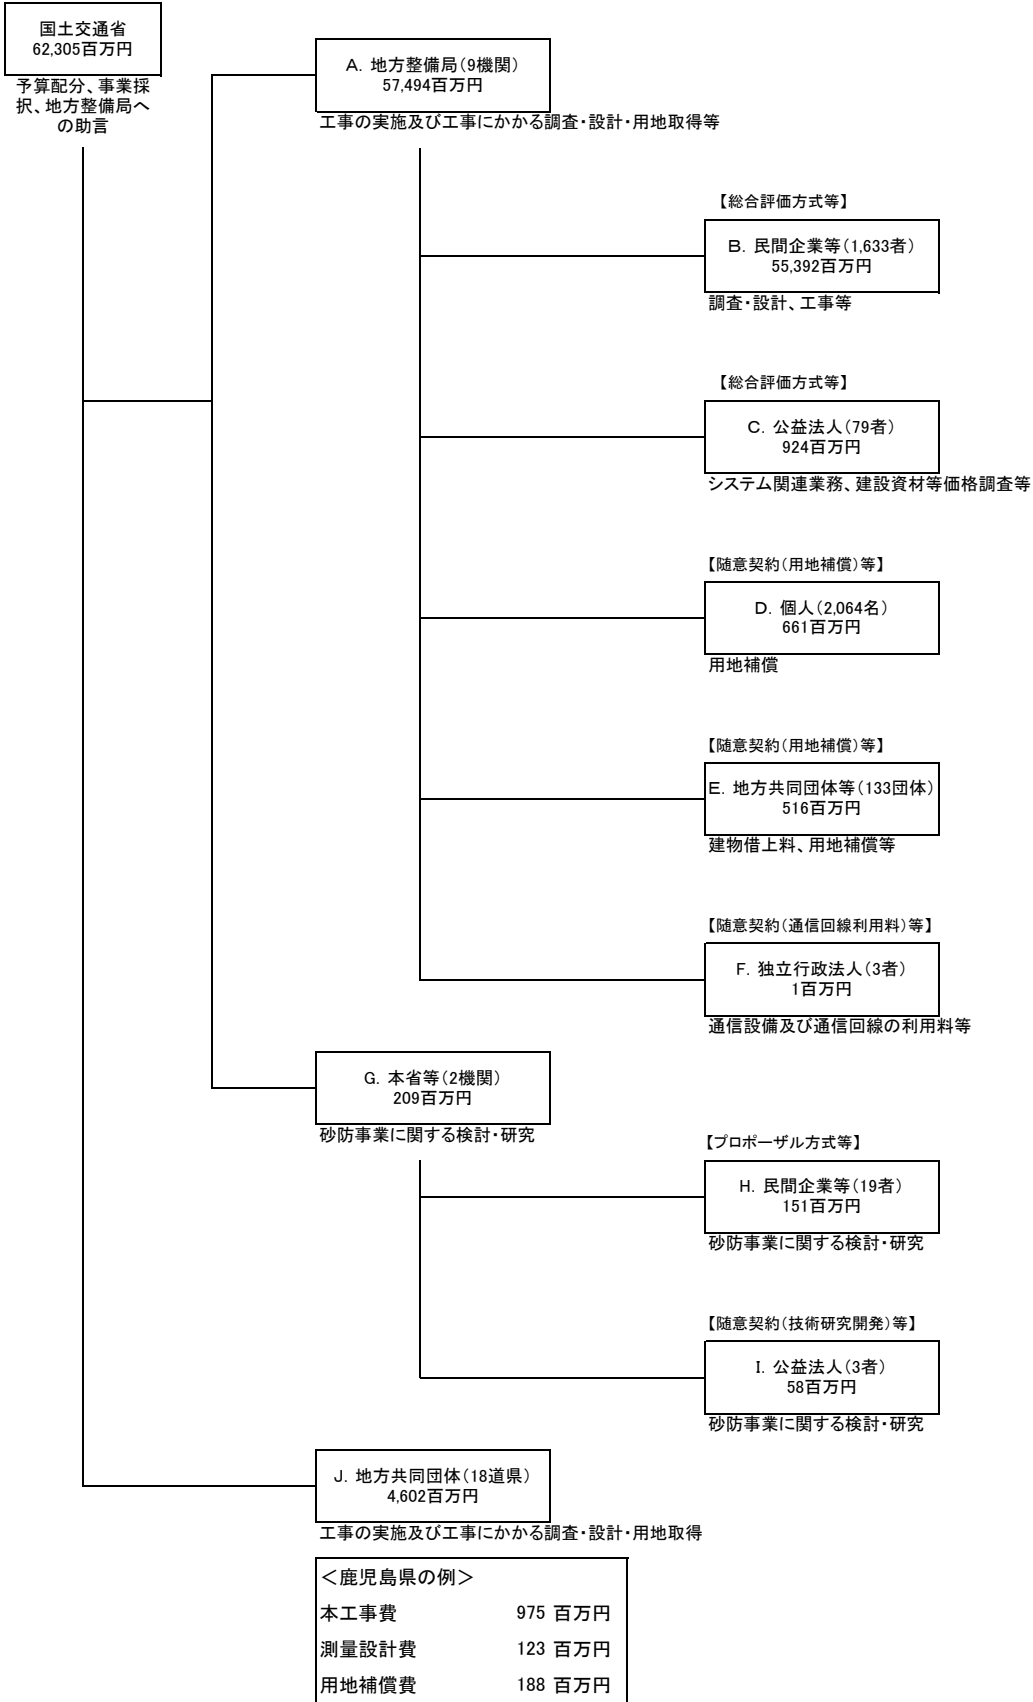 国土交通省
62,305百万円
予算配分、事業採
択、地方整備局へ
の助言
A. 地方整備局(9機関)
57,494百万円
工事の実施及び工事にかかる調査・設計・用地取得等
【総合評価方式等】
B. 民間企業等(1,633者)
55,392百万円
調査・設計、工事等
【総合評価方式等】
C. 公益法人(79者)
924百万円
システム関連業務、建設資材等価格調査等
【随意契約(用地補償)等】
D. 個人(2,064名)
661百万円
用地補償
【随意契約(用地補償)等】
E. 地方共同団体等(133団体)
516百万円
建物借上料、用地補償等
【随意契約(通信回線利用料)等】
F. 独立行政法人(3者)
1百万円
通信設備及び通信回線の利用料等
G. 本省等(2機関)
209百万円
砂防事業に関する検討・研究
【プロポーザル方式等】
H. 民間企業等(19者)
151百万円
砂防事業に関する検討・研究
【随意契約(技術研究開発)等】
I. 公益法人(3者)
58百万円
砂防事業に関する検討・研究
J. 地方共同団体(18道県)
4,602百万円
工事の実施及び工事にかかる調査・設計・用地取得
<鹿児島県の例>
本工事費 975 百万円
測量設計費 123 百万円
用地補償費 188 百万円